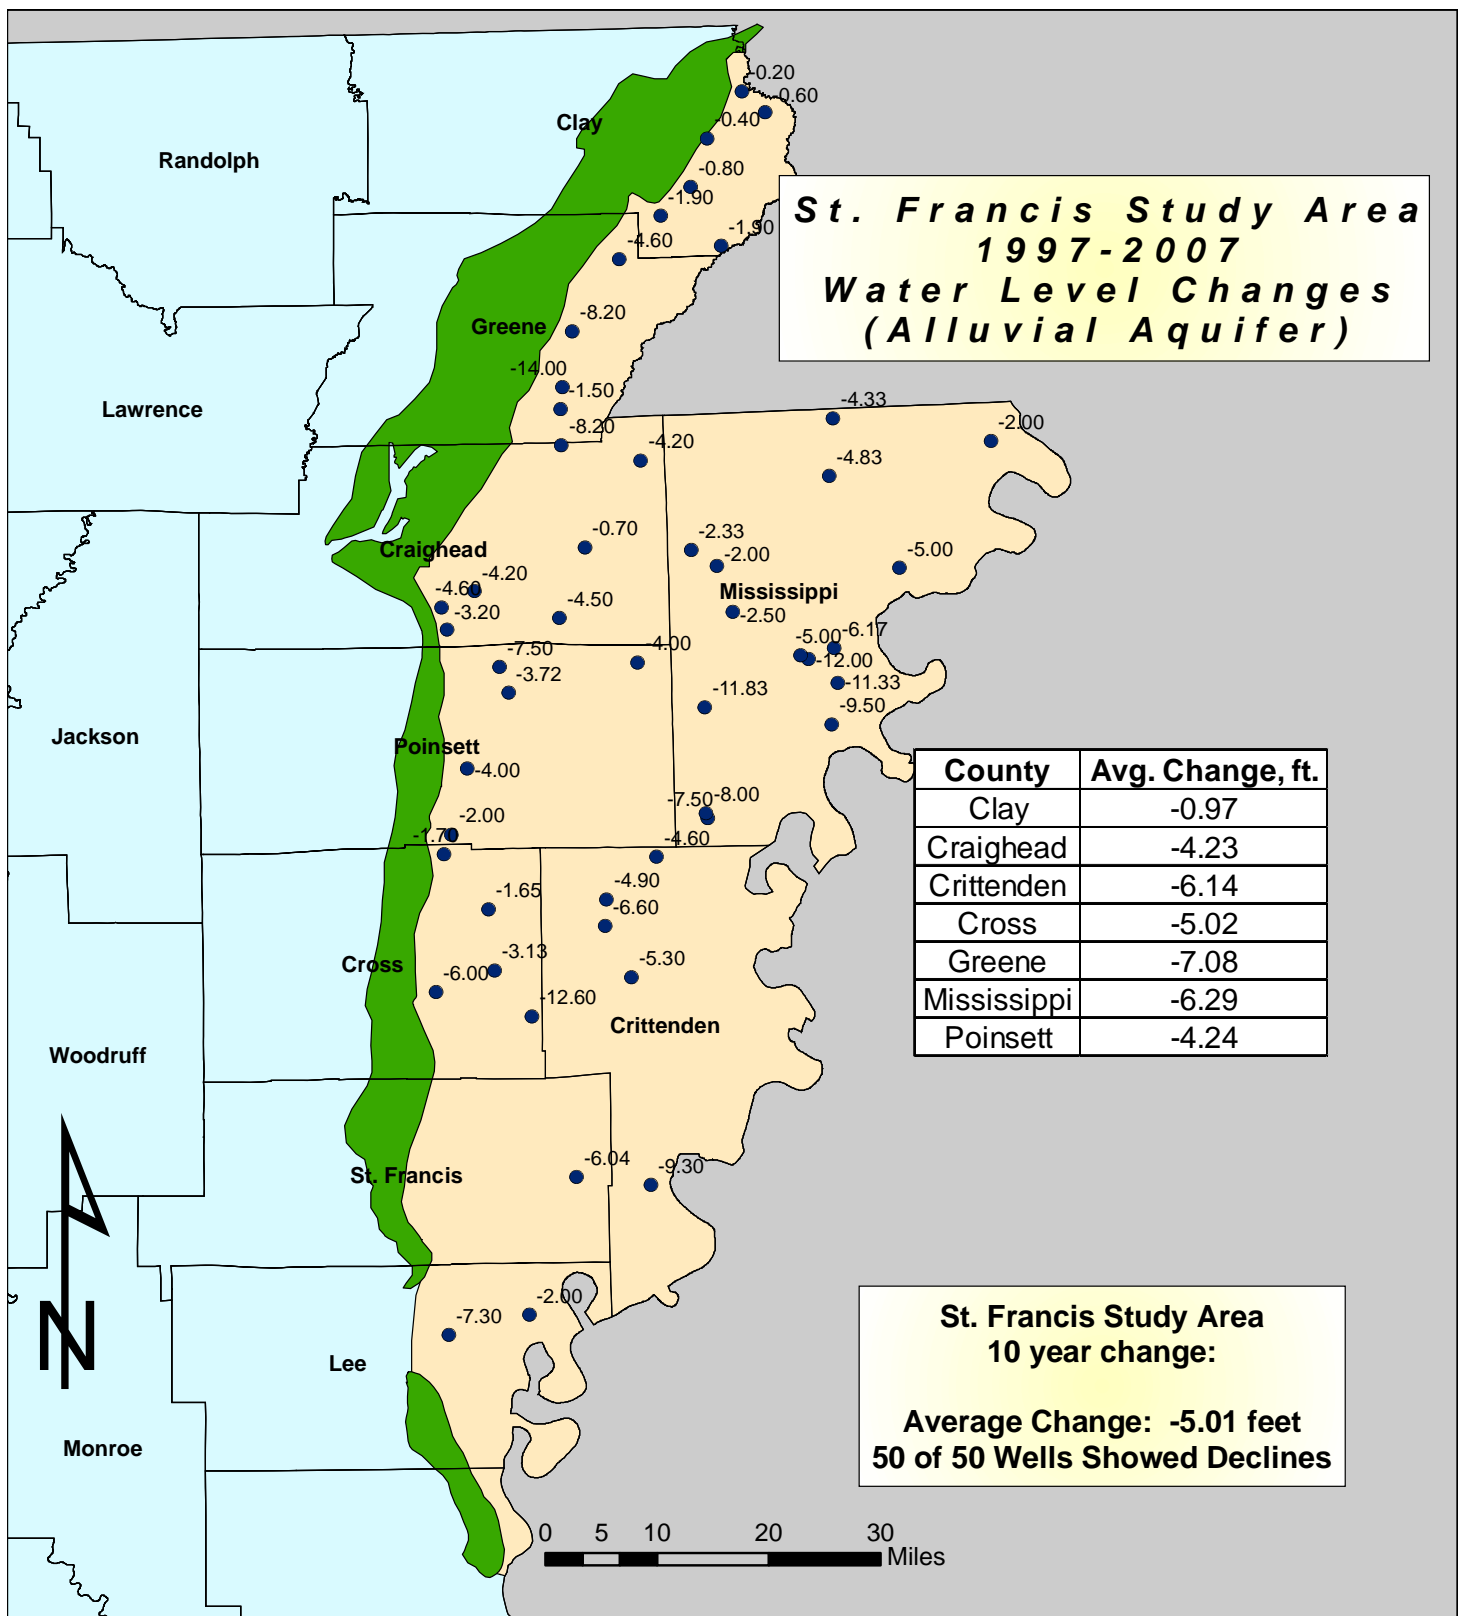 -0.20
-0.60
Clay
-0.40
Randolph
-0.80
-1.90
St. Francis Study Area
1997-2007
Water Level Changes
(Alluvial Aquifer)
-1.90
-4.60
-8.20
Greene
-14.00
-1.50
Lawrence
-8.20
-4.33
-2.00
-4.20
-4.83
-0.70
-2.33
-2.00
-5.00
Craighead
-4.20
-4.60
-3.20
-4.50
Mississippi
-2.50
-6.17
-5.00
-12.00
-11.33
-4.00
-7.50
-3.72
-11.83
-9.50
Jackson
Poinsett
-4.00
-7.50
-8.00
-2.00
-1.70
-4.60
County Avg. Change, ft.
Clay -0.97
Craighead -4.23
Crittenden -6.14
Cross -5.02
Greene -7.08
Mississippi -6.29
Poinsett -4.24
-4.90
-1.65
-6.60
-3.13
Cross
-6.00
-5.30
-12.60
Crittenden
Woodruff
-6.04
-9.30
St. Francis
-2.00
-7.30
N
Lee
Monroe
St. Francis Study Area
10 year change:
Average Change: -5.01 feet
50 of 50 Wells Showed Declines
0 5 10 20 30
Miles